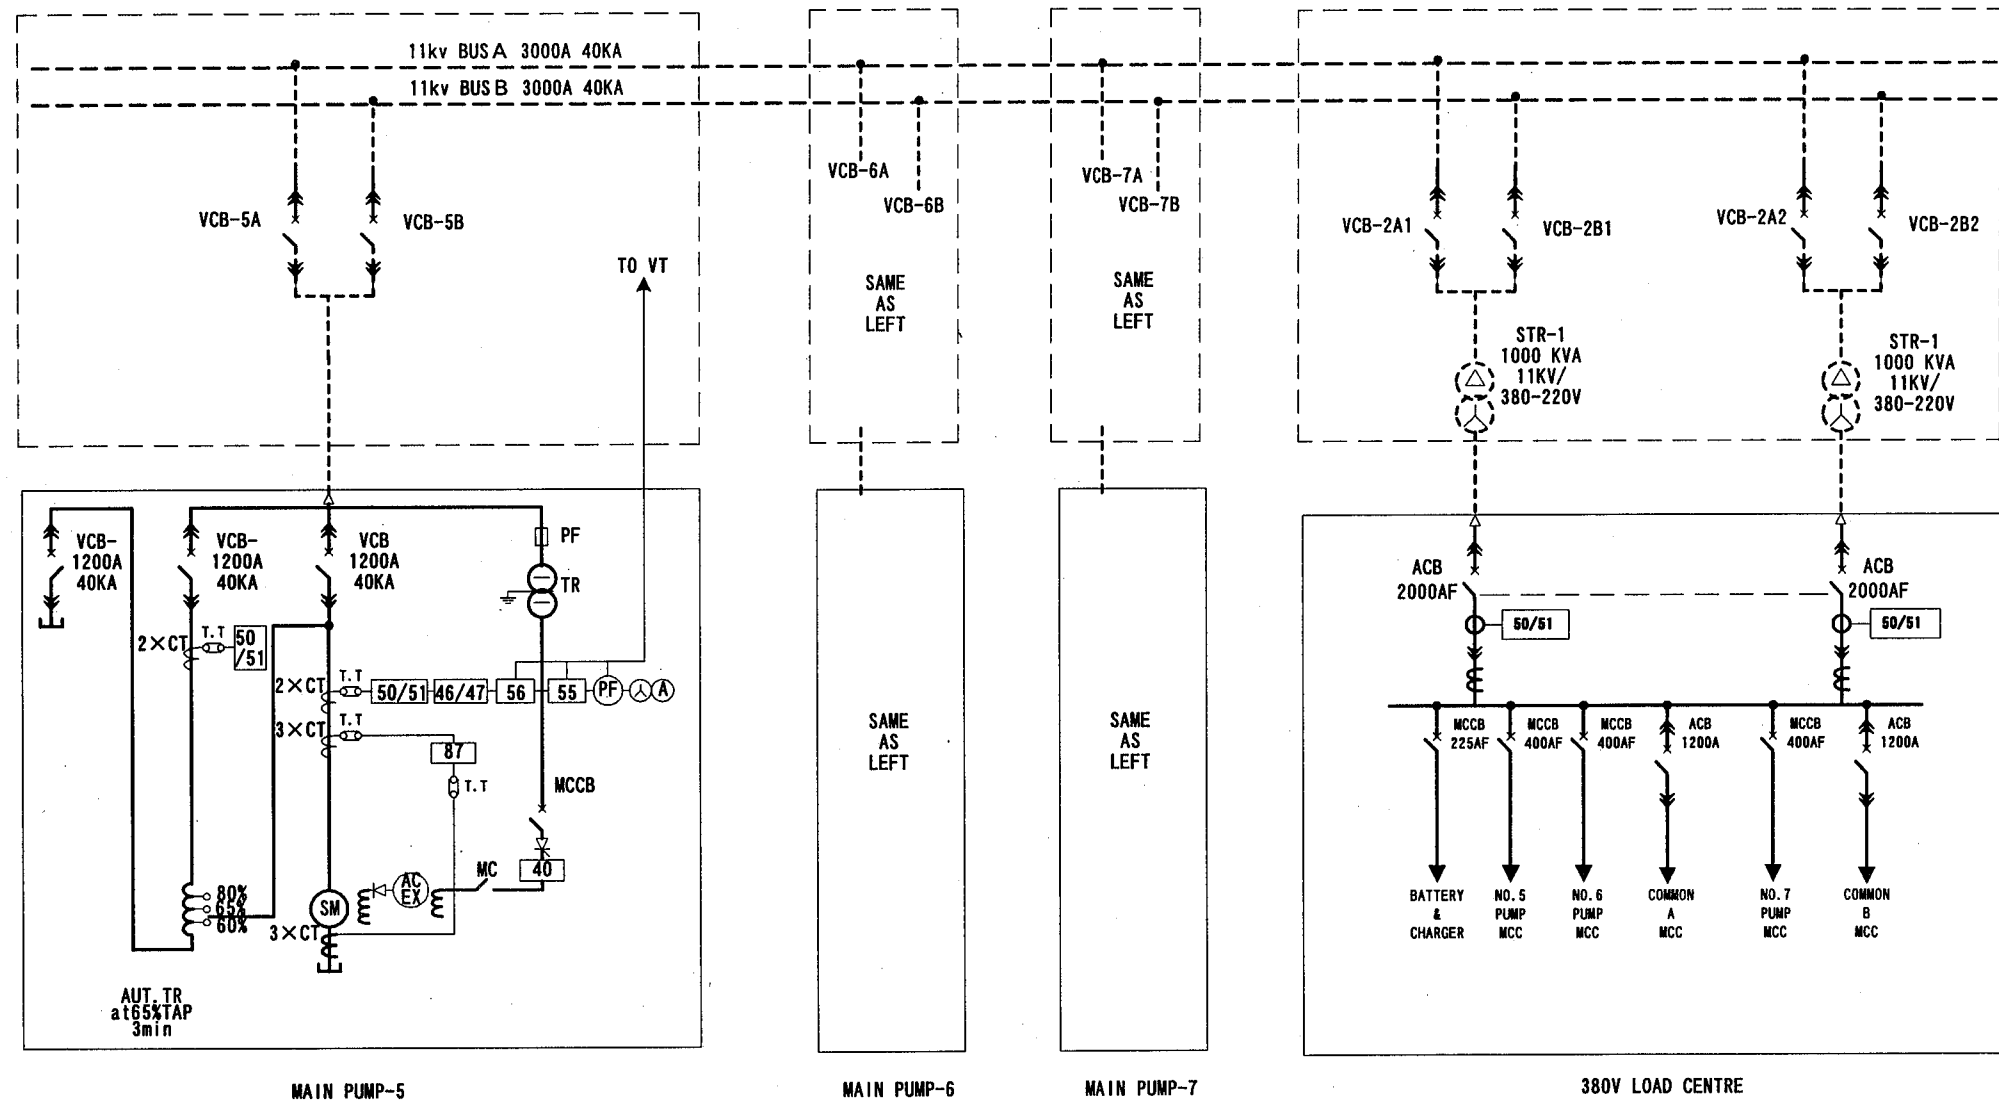 11kv BUS A 3000A 40KA
11kv BUS B 3000A 40KA
VCB-5A
VCB-5B
TO VT
VCB-6A
VCB-6B
SAME
AS
LEFT
VCB-7A
VCB-7B
SAME
AS
LEFT
VCB-2A1
VCB-2B1
VCB-2A2
VCB-2B2
STR-1
1000 KVA
11KV/
380-220V
STR-1
1000 KVA
11KV/
380-220V
VCB-
1200A
40KA
VCB-
1200A
40KA
VCB
1200A
40KA
PF
TR
2×CT
T.T
50
/51
2×CT
T.T
50/51
46/47
56
55
PF
A
3×CT
T.T
87
T.T
MCCB
40
MC
AC
EX
SM
3×CT
80%
65%
60%
AUT.TR
at65%TAP
3min
MAIN PUMP-5
SAME
AS
LEFT
MAIN PUMP-6
SAME
AS
LEFT
MAIN PUMP-7
ACB
2000AF
50/51
ACB
2000AF
50/51
MCCB
225AF
MCCB
400AF
MCCB
400AF
ACB
1200A
MCCB
400AF
ACB
1200A
BATTERY
&
CHARGER
NO.5
PUMP
MCC
NO.6
PUMP
MCC
COMMON
A
MCC
NO.7
PUMP
MCC
COMMON
B
MCC
380V LOAD CENTRE